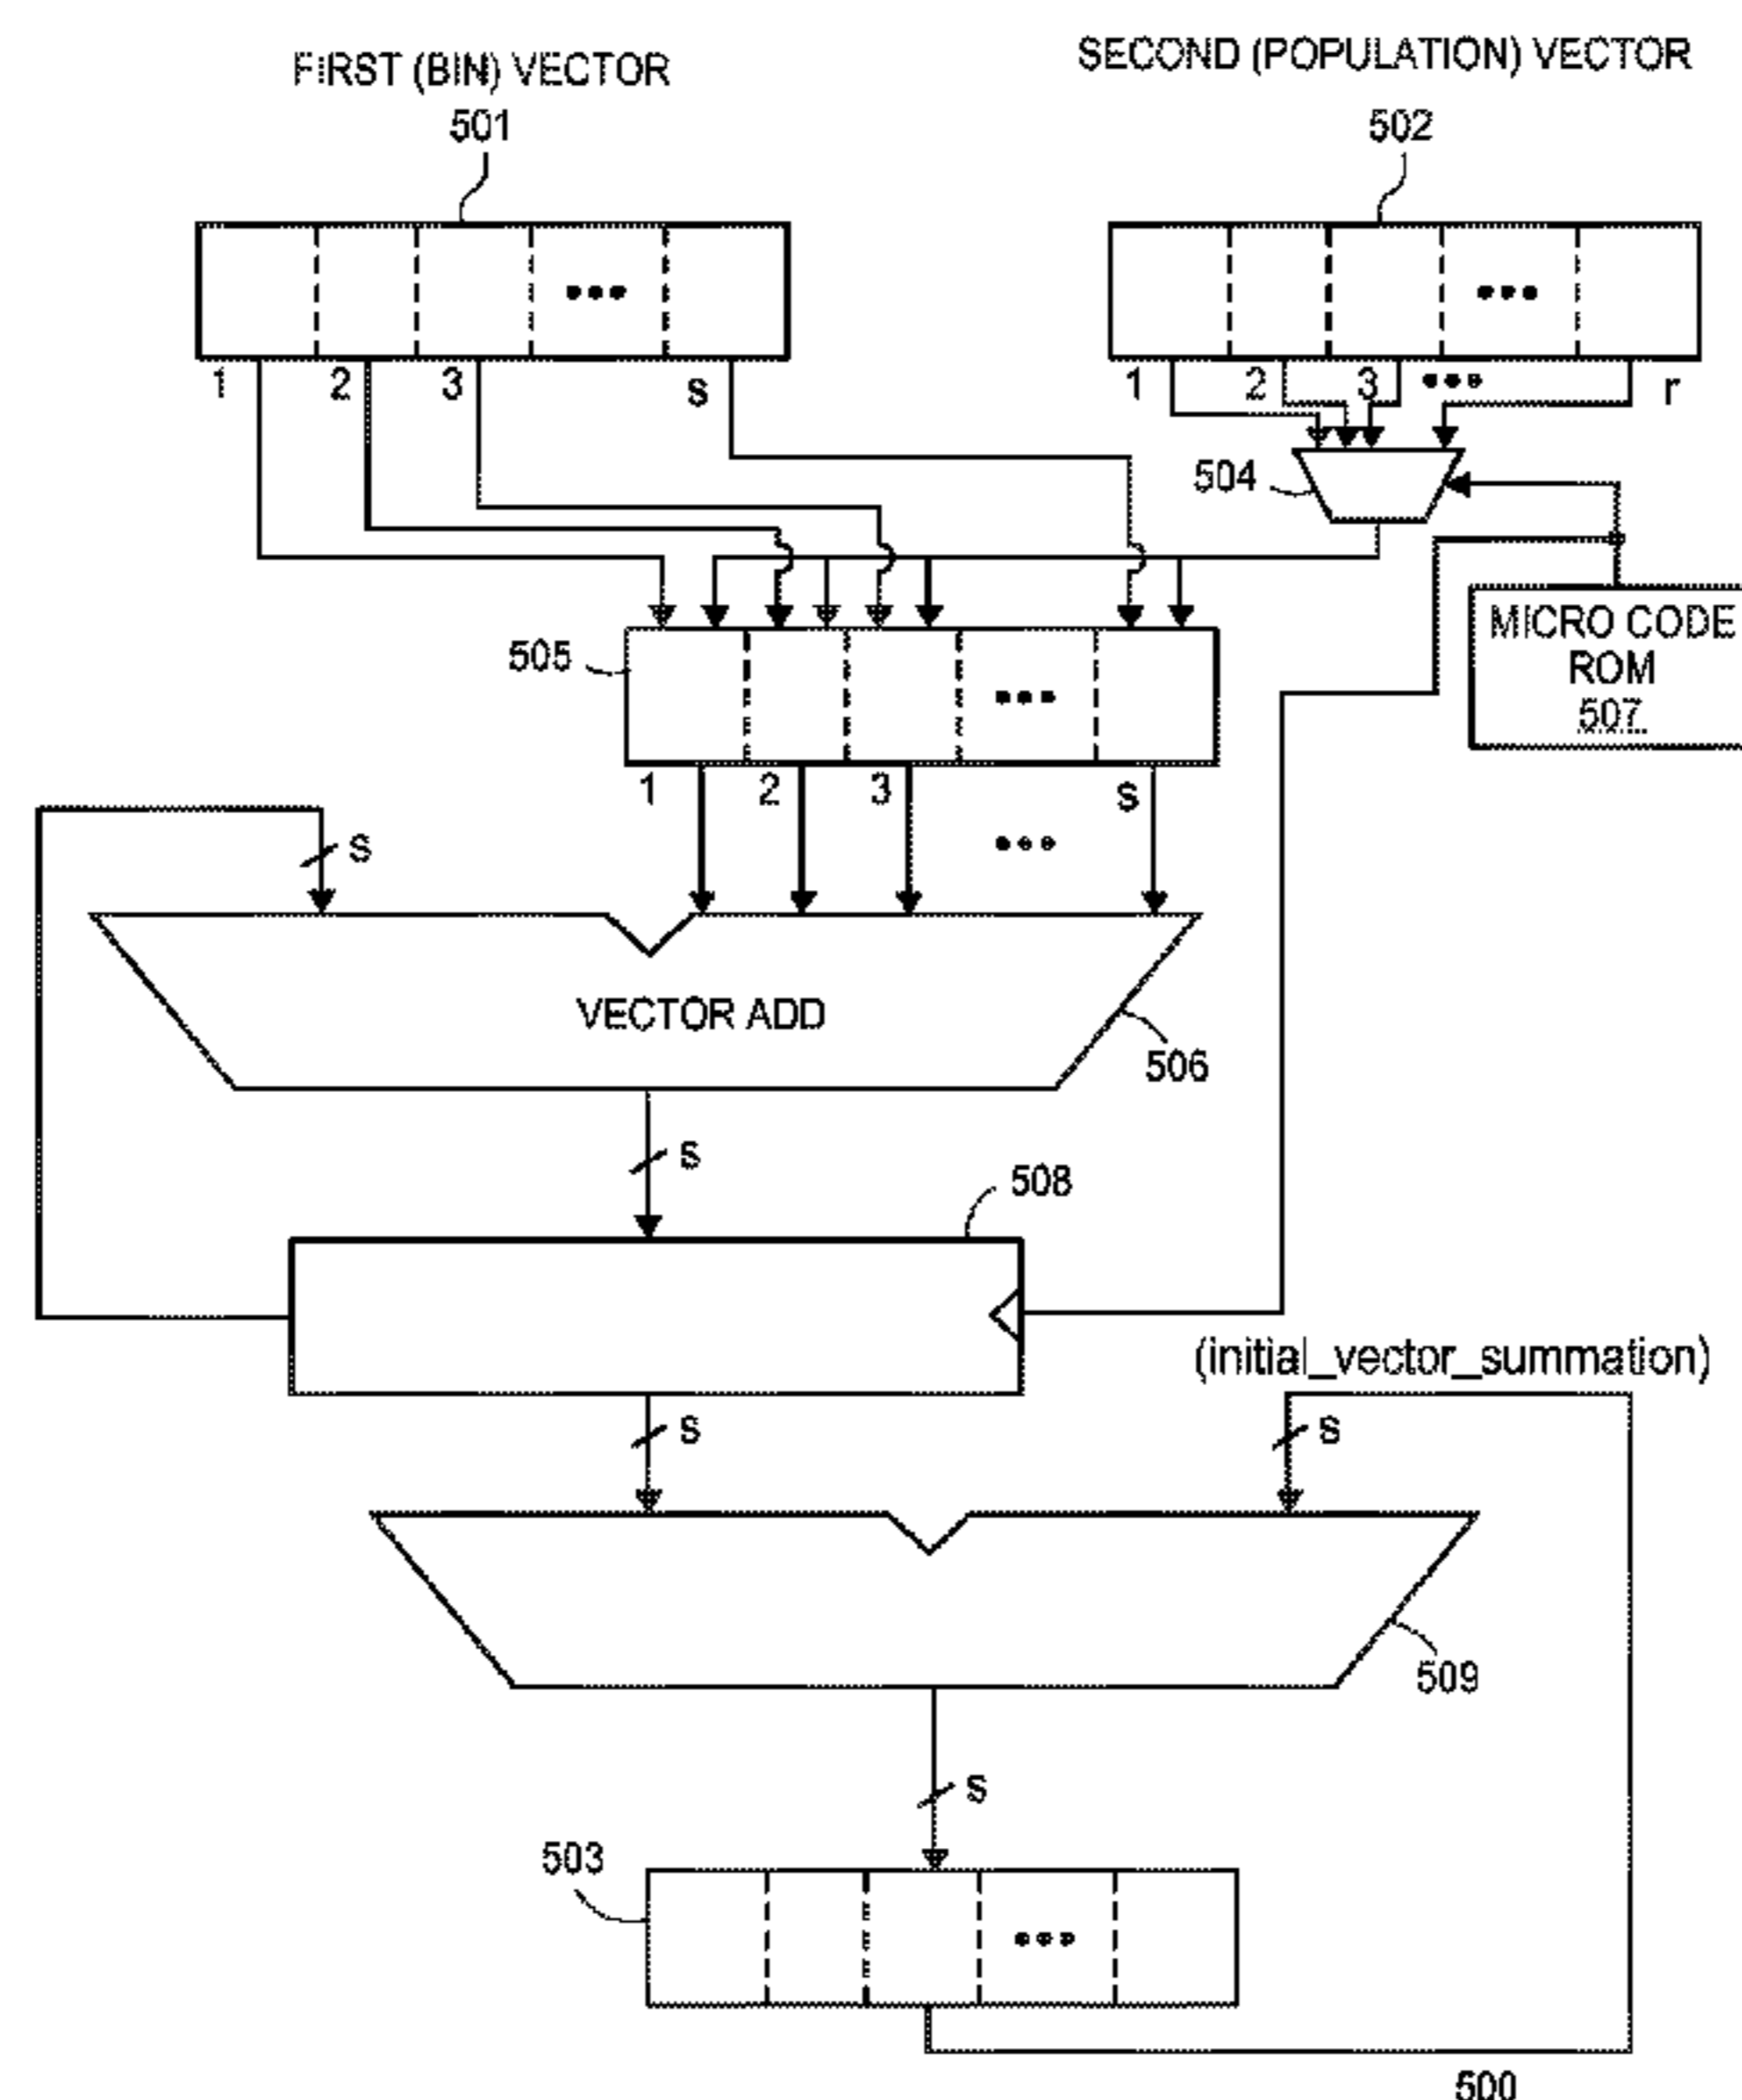 FIRST (BIN) VECTOR
501
SECOND (POPULATION) VECTOR
502
1 2 3 s
1 2 3 r
504
505
MICRO CODE
ROM
507
1 2 3 s
s
VECTOR ADD
506
s
508
(initial_vector_summation)
s
s
509
s
503
500